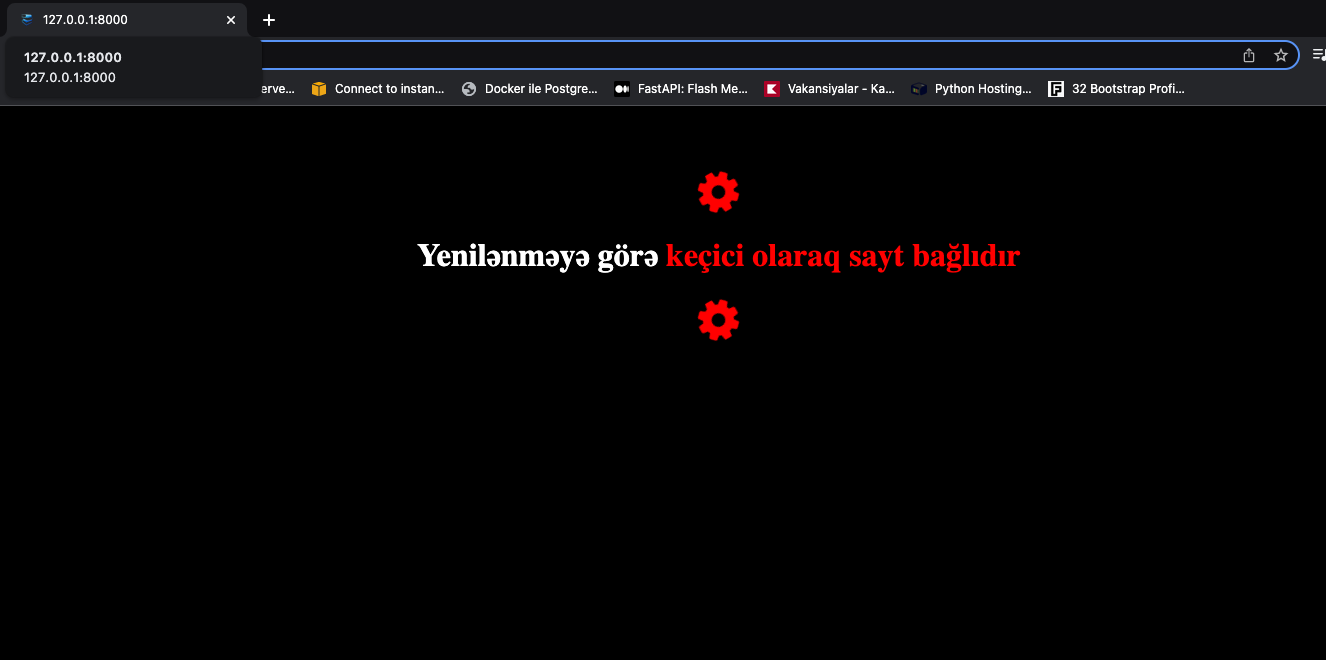 127.0.0.1:8000
127.0.0.1:8000
127.0.0.1:8000
erve... Connect to instan... Docker ile Postgre... FastAPI: Flash Me... Vakansiyalar - Ka... Python Hosting... 32 Bootstrap Profi...
Yenilənməyə görə keçici olaraq sayt bağlıdır